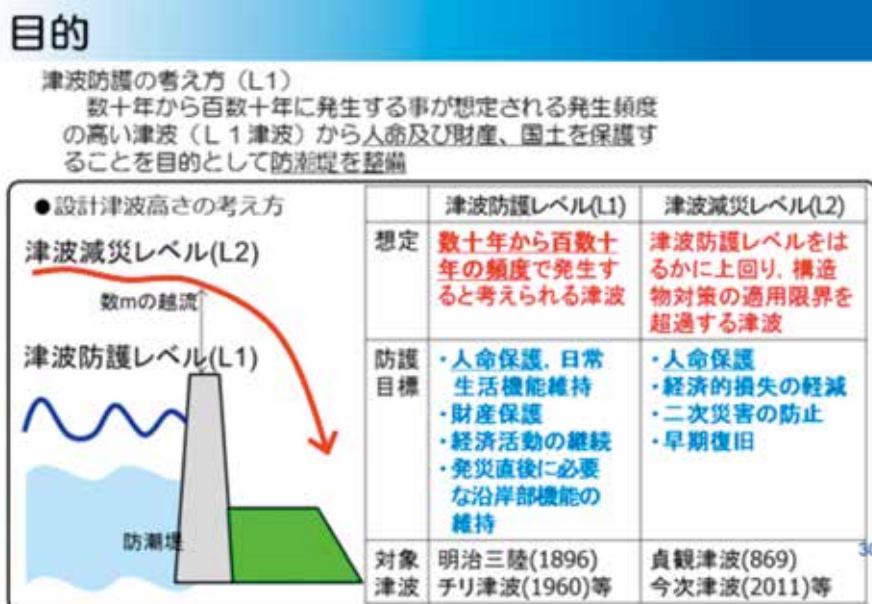 目的
津波防護の考え方（L1）
数十年から百数十年に発生する事が想定される発生頻度
の高い津波（L１津波）から人命及び財産、国土を保護す
ることを目的として防潮堤を整備
●設計津波高さの考え方
津波減災レベル(L2)
数mの越流
津波防護レベル(L1)
防潮堤
津波防護レベル(L1)
津波減災レベル(L2)
想定
数十年から百数十
年の頻度で発生す
ると考えられる津波
津波防護レベルをは
るかに上回り，構造
物対策の適用限界を
超過する津波
防護
目標
・人命保護，日常
生活機能維持
・財産保護
・経済活動の継続
・発災直後に必要
な沿岸部機能の
維持
・人命保護
・経済的損失の軽減
・二次災害の防止
・早期復旧
対象
津波
明治三陸(1896)
チリ津波(1960)等
貞観津波(869)
今次津波(2011)等